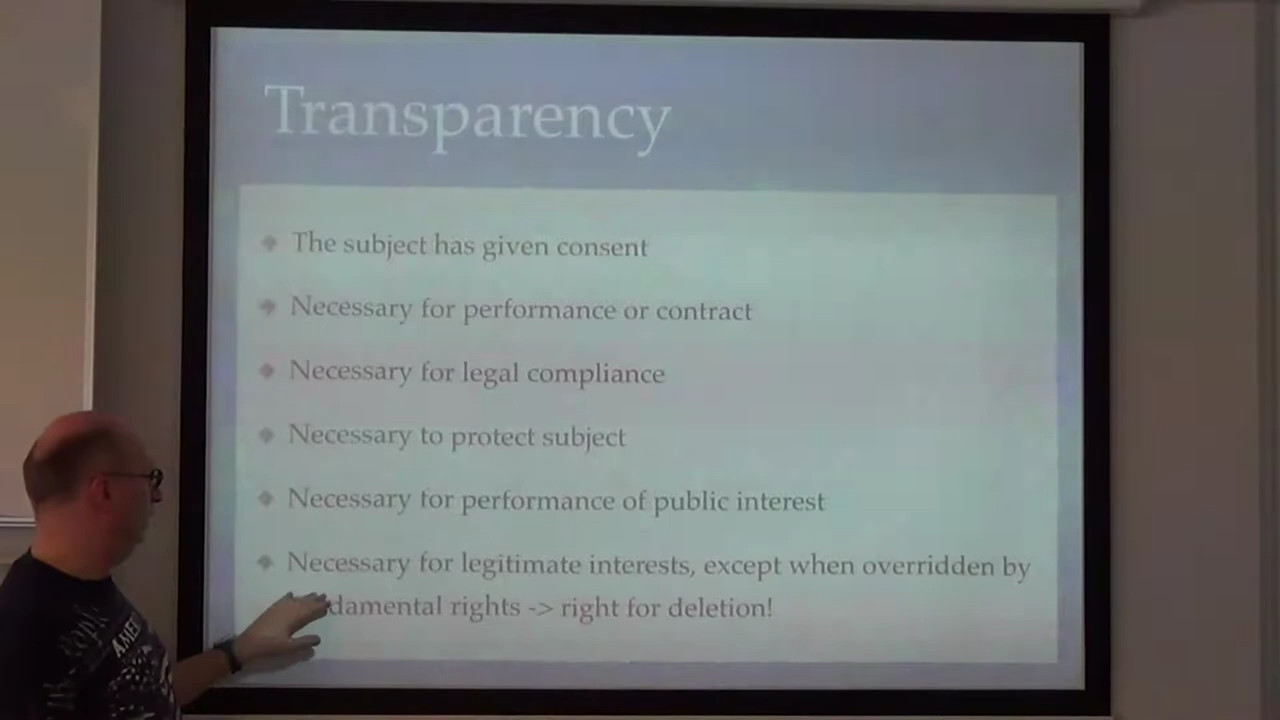 Transparency
The subject has given consent
Necessary for performance or contract
Necessary for legal compliance
Necessary to protect subject
Necessary for performance of public interest
Necessary for legitimate interests, except when overridden by
damental rights -> right for deletion!